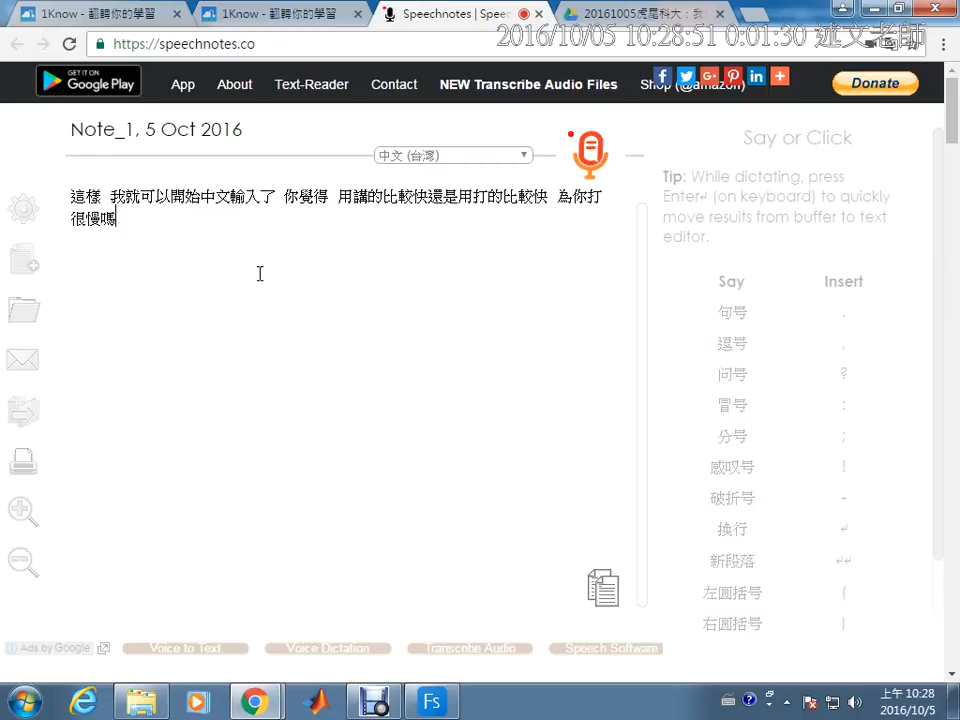 1Know - 翻轉你的學習
1Know - 翻轉你的學習
Speechnotes | Speec
20161005虎尾科大：我
https://speechnotes.co
2016/10/05 10:28:51 0:01:30 述文老師
GET IT ON
Google Play
App
About
Text-Reader
Contact
NEW Transcribe Audio Files
Shop (@amazon)
Donate
Note_1, 5 Oct 2016
中文 (台灣)
這樣 我就可以開始中文輸入了 你覺得 用講的比較快還是用打的比較快 為你打
很慢嗎
Say or Click
Tip: While dictating, press
Enter↵ (on keyboard) to quickly
move results from buffer to text
editor.
Say Insert
句号 .
逗号 ,
问号 ?
冒号 :
分号 ;
感叹号 !
破折号 -
換行 ↵
新段落 ↵↵
左圓括号 (
右圓括号 )
Ads by Google
Voice to Text
Voice Dictation
Transcribe Audio
Speech Software
Fs
上午 10:28
2016/10/5